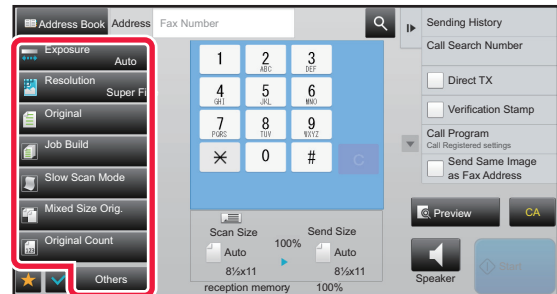 Address Book Address Fax Number
Exposure
Auto
Resolution
Super Fi
Original
Job Build
Slow Scan Mode
Mixed Size Orig.
Original Count
Others
1 2 ABC 3 DEF
4 GHI 5 JKL 6 MNO
7 PQRS 8 TUV 9 WXYZ
0 # C
Scan Size 100% Send Size
Auto Auto
8½x11 8½x11
reception memory 100%
Sending History
Call Search Number
Direct TX
Verification Stamp
Call Program
Call Registered settings
Send Same Image
as Fax Address
Preview CA
Speaker Start